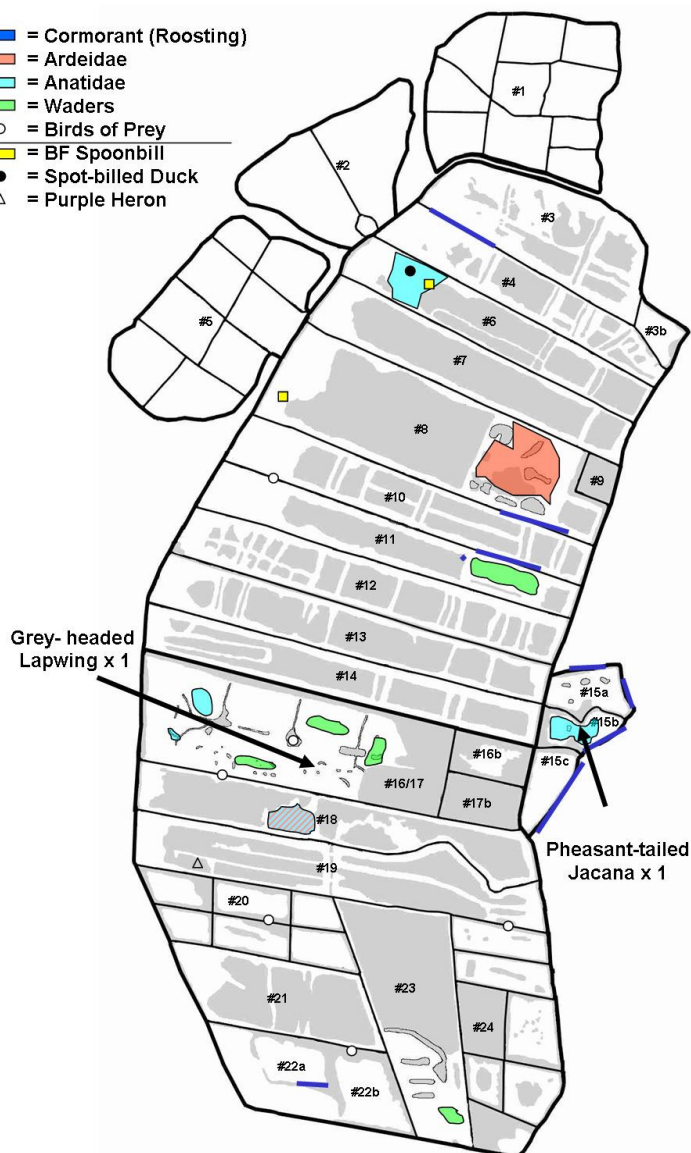 = Cormorant (Roosting)
= Ardeidae
= Anatidae
= Waders
= Birds of Prey
= BF Spoonbill
= Spot-billed Duck
= Purple Heron
#1
#2
#3
#4
#3b
#5
#6
#7
#8
#9
#10
#11
#12
#13
Grey- headed
Lapwing x 1
#14
#15a
#15b
#16b
#15c
#16/17
#17b
#18
Pheasant-tailed
Jacana x 1
#19
#20
#23
#21
#24
#22a
#22b